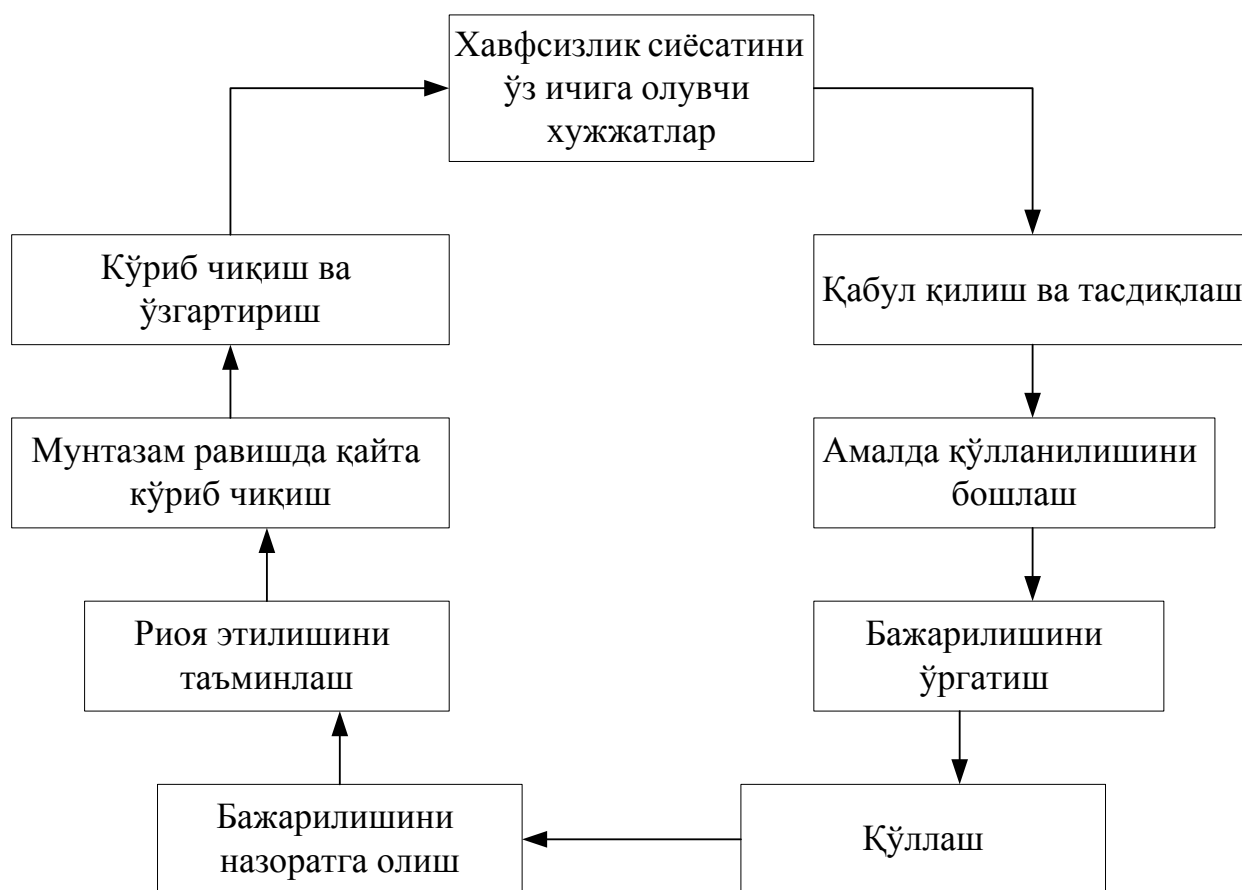 Хавфсизлик сиёсатини
ўз ичига олувчи
хужжатлар
Кўриб чиқиш ва
ўзгартириш
Қабул қилиш ва тасдиқлаш
Мунтазам равишда қайта
кўриб чиқиш
Амалда қўлланилишини
бошлаш
Риоя этилишини
таъминлаш
Бажарилишини
ўргатиш
Бажарилишини
назоратга олиш
Қўллаш